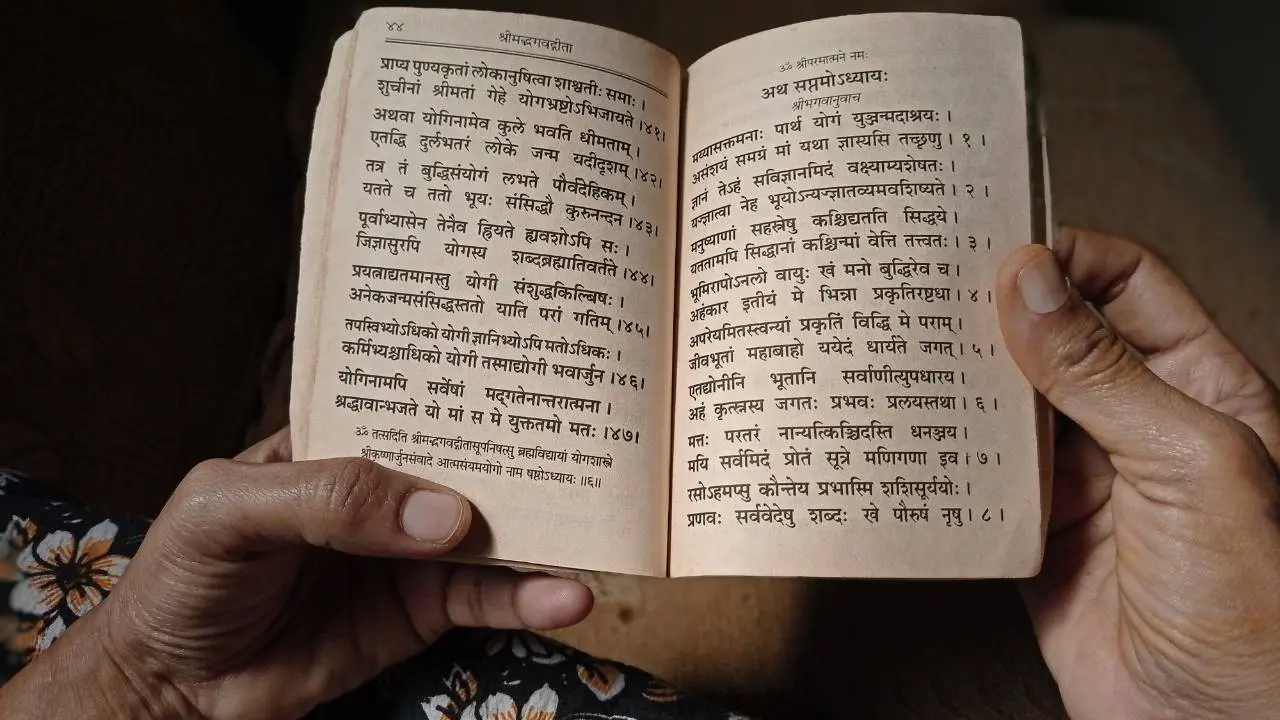 ४४
श्रीमद्भगवद्गीता
प्राप्य पुण्यकृतां लोकानुषित्वा शाश्वतीः समाः ।
शुचीनां श्रीमतां गेहे योगभ्रष्टोऽभिजायते ।४१।
अथवा योगिनामेव कुले भवति धीमताम् ।
एतद्धि दुर्लभतरं लोके जन्म यदीदृशम् ।४२।
तत्र तं बुद्धिसंयोगं लभते पौर्वदेहिकम् ।
यतते च ततो भूयः संसिद्धौ कुरुनन्दन ।४३।
पूर्वाभ्यासेन तेनैव ह्रियते ह्यवशोऽपि सः ।
जिज्ञासुरपि योगस्य शब्दब्रह्मातिवर्तते ।४४।
प्रयत्नाद्यतमानस्तु योगी संशुद्धकिल्बिषः ।
अनेकजन्मसंसिद्धस्ततो याति परां गतिम् ।४५।
तपस्विभ्योऽधिको योगी ज्ञानिभ्योऽपि मतोऽधिकः ।
कर्मिभ्यश्चाधिको योगी तस्माद्योगी भवार्जुन ।४६।
योगिनामपि सर्वेषां मद्गतेनान्तरात्मना ।
श्रद्धावान्भजते यो मां स मे युक्ततमो मतः ।४७।
ॐ तत्सदिति श्रीमद्भगवद्गीतासूपनिषत्सु ब्रह्मविद्यायां योगशास्त्रे
श्रीकृष्णार्जुनसंवादे आत्मसंयमयोगो नाम षष्ठोऽध्यायः ॥६॥
ॐ श्रीपरमात्मने नमः
अथ सप्तमोऽध्यायः
श्रीभगवानुवाच
मय्यासक्तमनाः पार्थ योगं युञ्जन्मदाश्रयः ।
असंशयं समग्रं मां यथा ज्ञास्यसि तच्छृणु । १ ।
ज्ञानं तेऽहं सविज्ञानमिदं वक्ष्याम्यशेषतः ।
यज्ज्ञात्वा नेह भूयोऽन्यज्ज्ञातव्यमवशिष्यते । २ ।
मनुष्याणां सहस्रेषु कश्चिद्यतति सिद्धये ।
यततामपि सिद्धानां कश्चिन्मां वेत्ति तत्त्वतः । ३ ।
भूमिरापोऽनलो वायुः खं मनो बुद्धिरेव च ।
अहंकार इतीयं मे भिन्ना प्रकृतिरष्टधा । ४ ।
अपरेयमितस्त्वन्यां प्रकृतिं विद्धि मे पराम् ।
जीवभूतां महाबाहो ययेदं धार्यते जगत् । ५ ।
एतद्योनीनि भूतानि सर्वाणीत्युपधारय ।
अहं कृत्स्नस्य जगतः प्रभवः प्रलयस्तथा । ६ ।
मत्तः परतरं नान्यत्किञ्चिदस्ति धनञ्जय ।
मयि सर्वमिदं प्रोतं सूत्रे मणिगणा इव । ७ ।
रसोऽहमप्सु कौन्तेय प्रभास्मि शशिसूर्ययोः ।
प्रणवः सर्ववेदेषु शब्दः खे पौरुषं नृषु । ८ ।